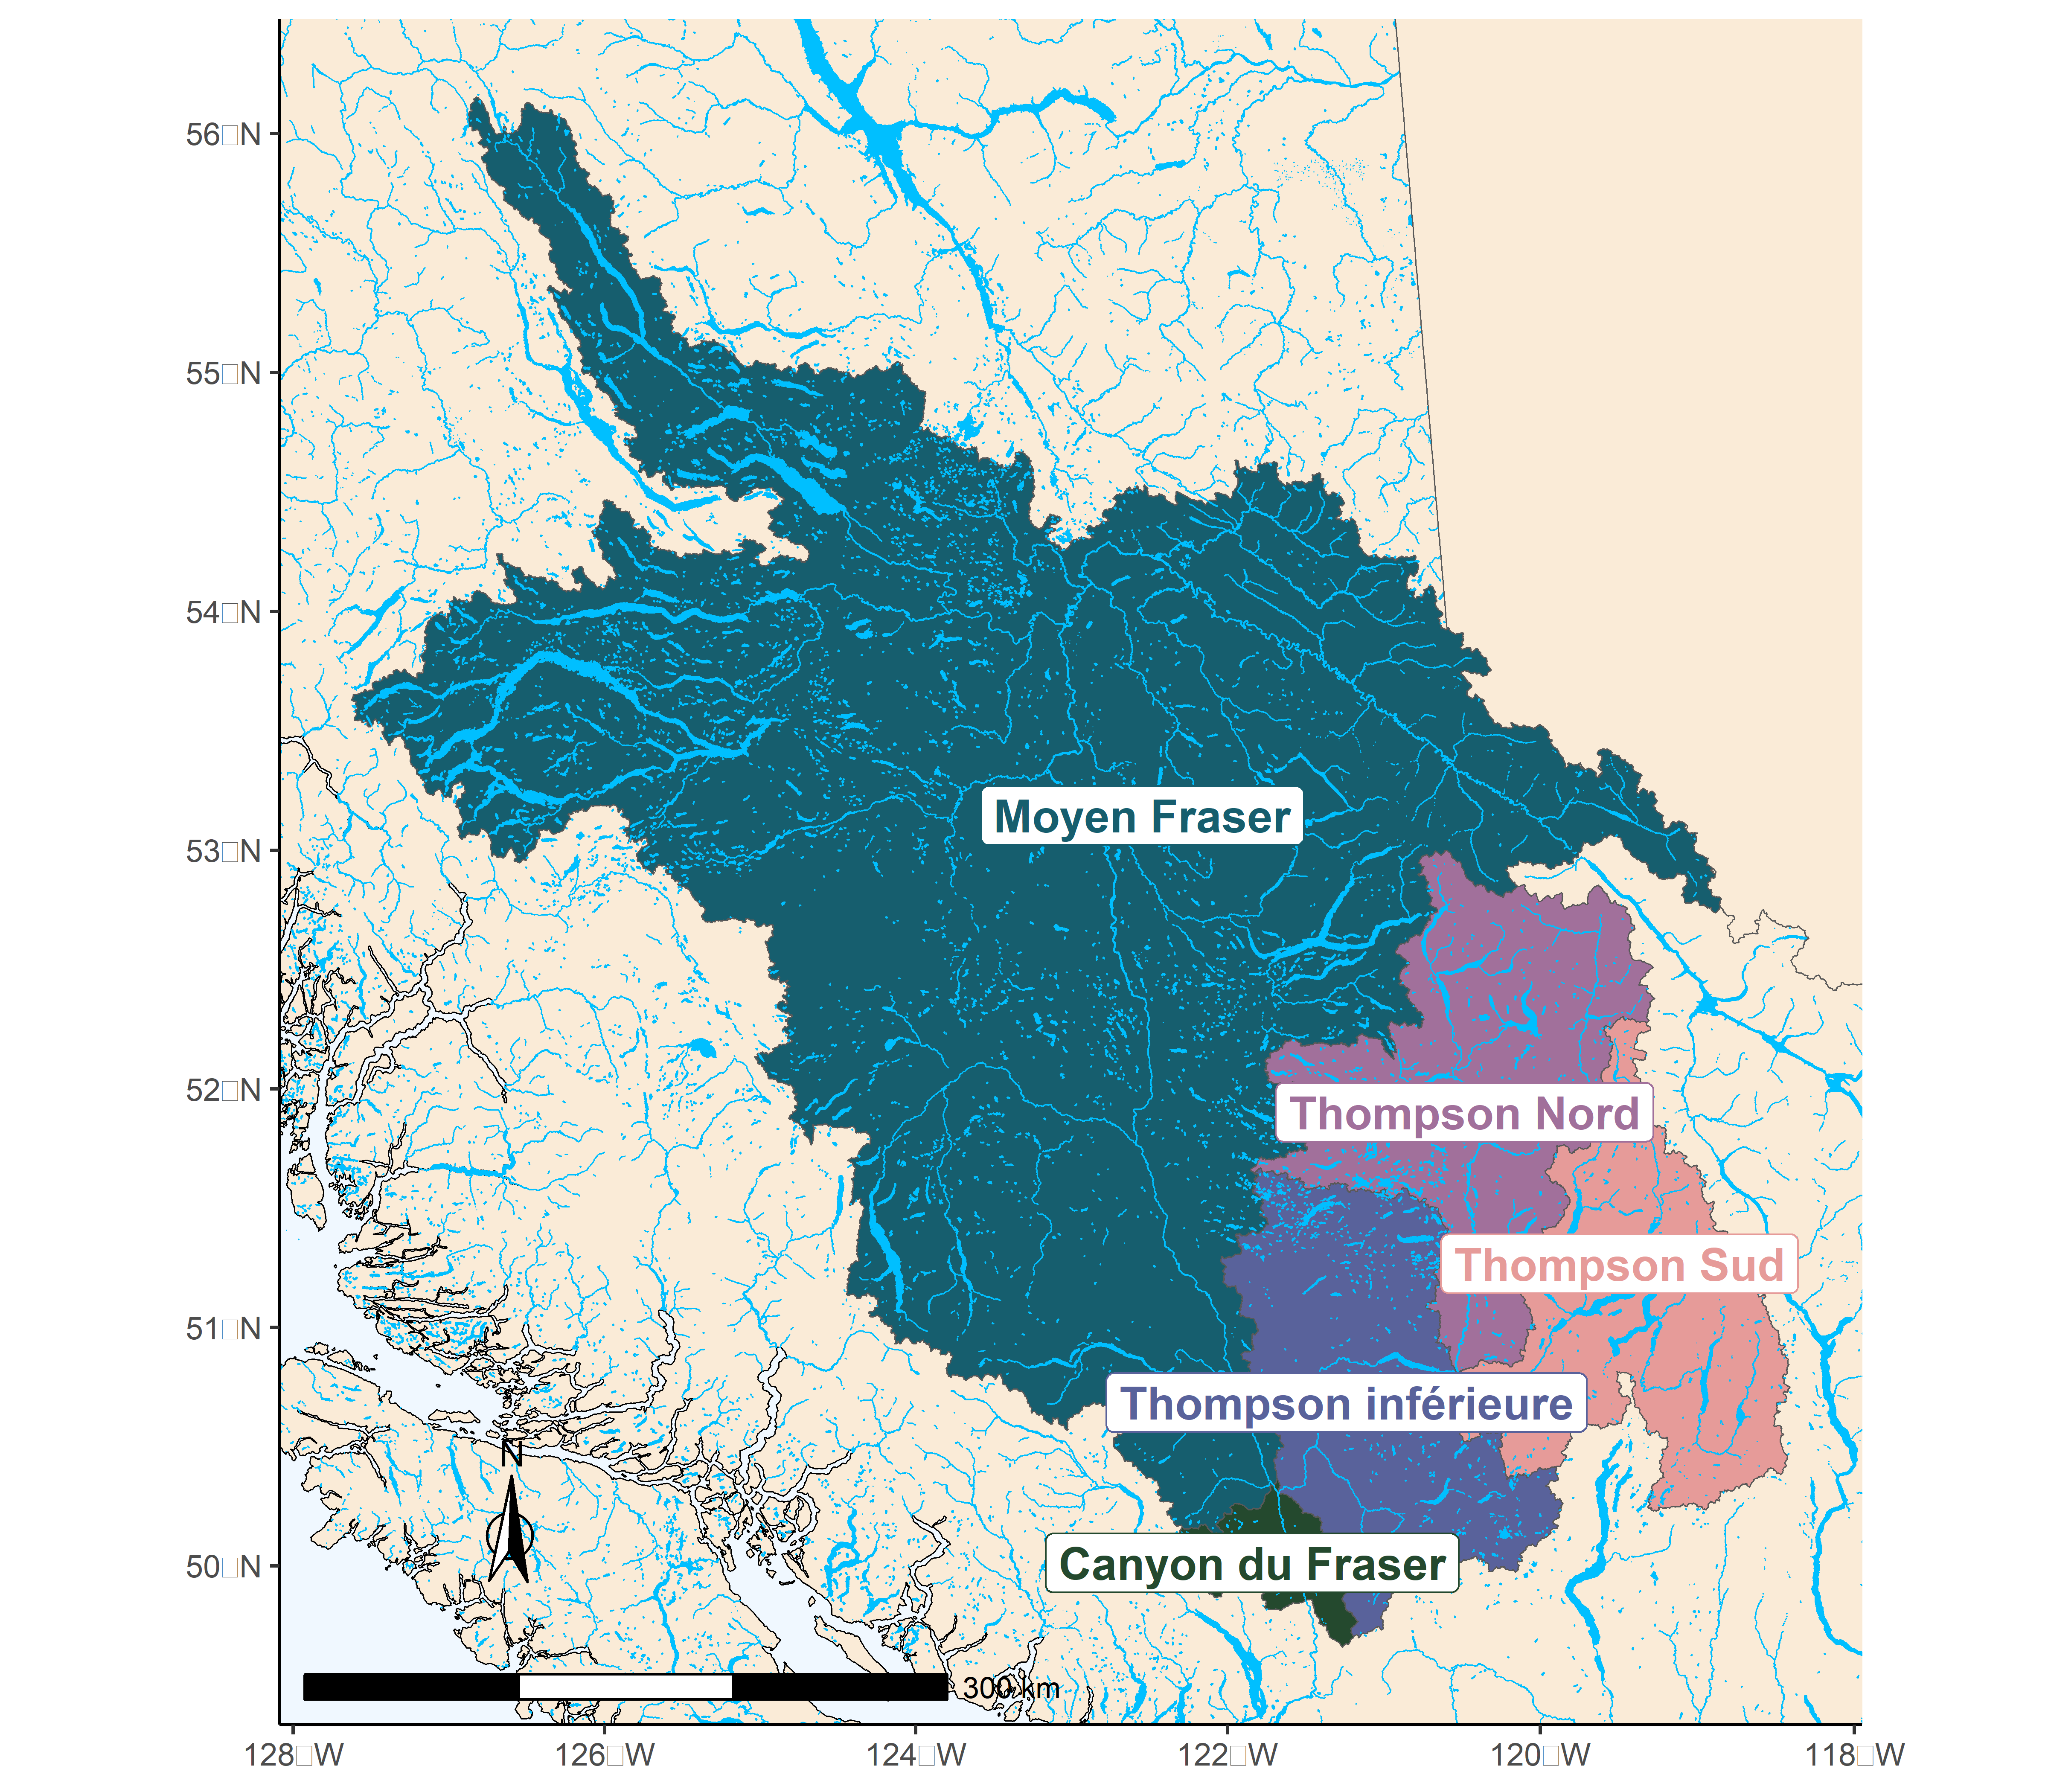 56□N
55□N
54□N
53□N
52□N
51□N
50□N
Moyen Fraser
Thompson Nord
Thompson Sud
Thompson inférieure
Canyon du Fraser
N
300 km
128□W
126□W
124□W
122□W
120□W
118□W